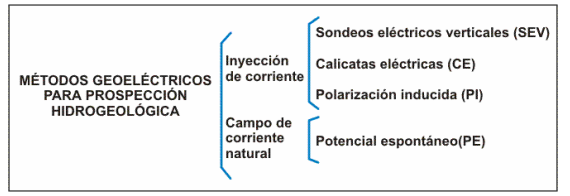 MÉTODOS GEOELÉCTRICOS
PARA PROSPECCIÓN
HIDROGEOLÓGICA
Inyección
de corriente
Sondeos eléctricos verticales (SEV)
Calicatas eléctricas (CE)
Polarización inducida (PI)
Campo de
corriente
natural
Potencial espontáneo(PE)